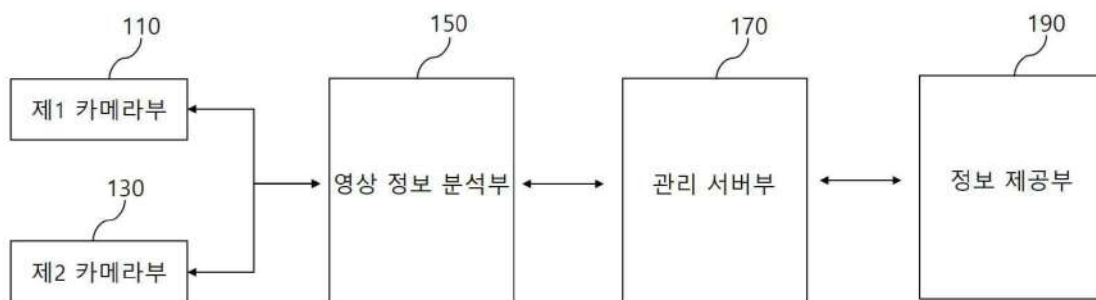 110
150
170
190
제1 카메라부
130
영상 정보 분석부
관리 서버부
정보 제공부
제2 카메라부